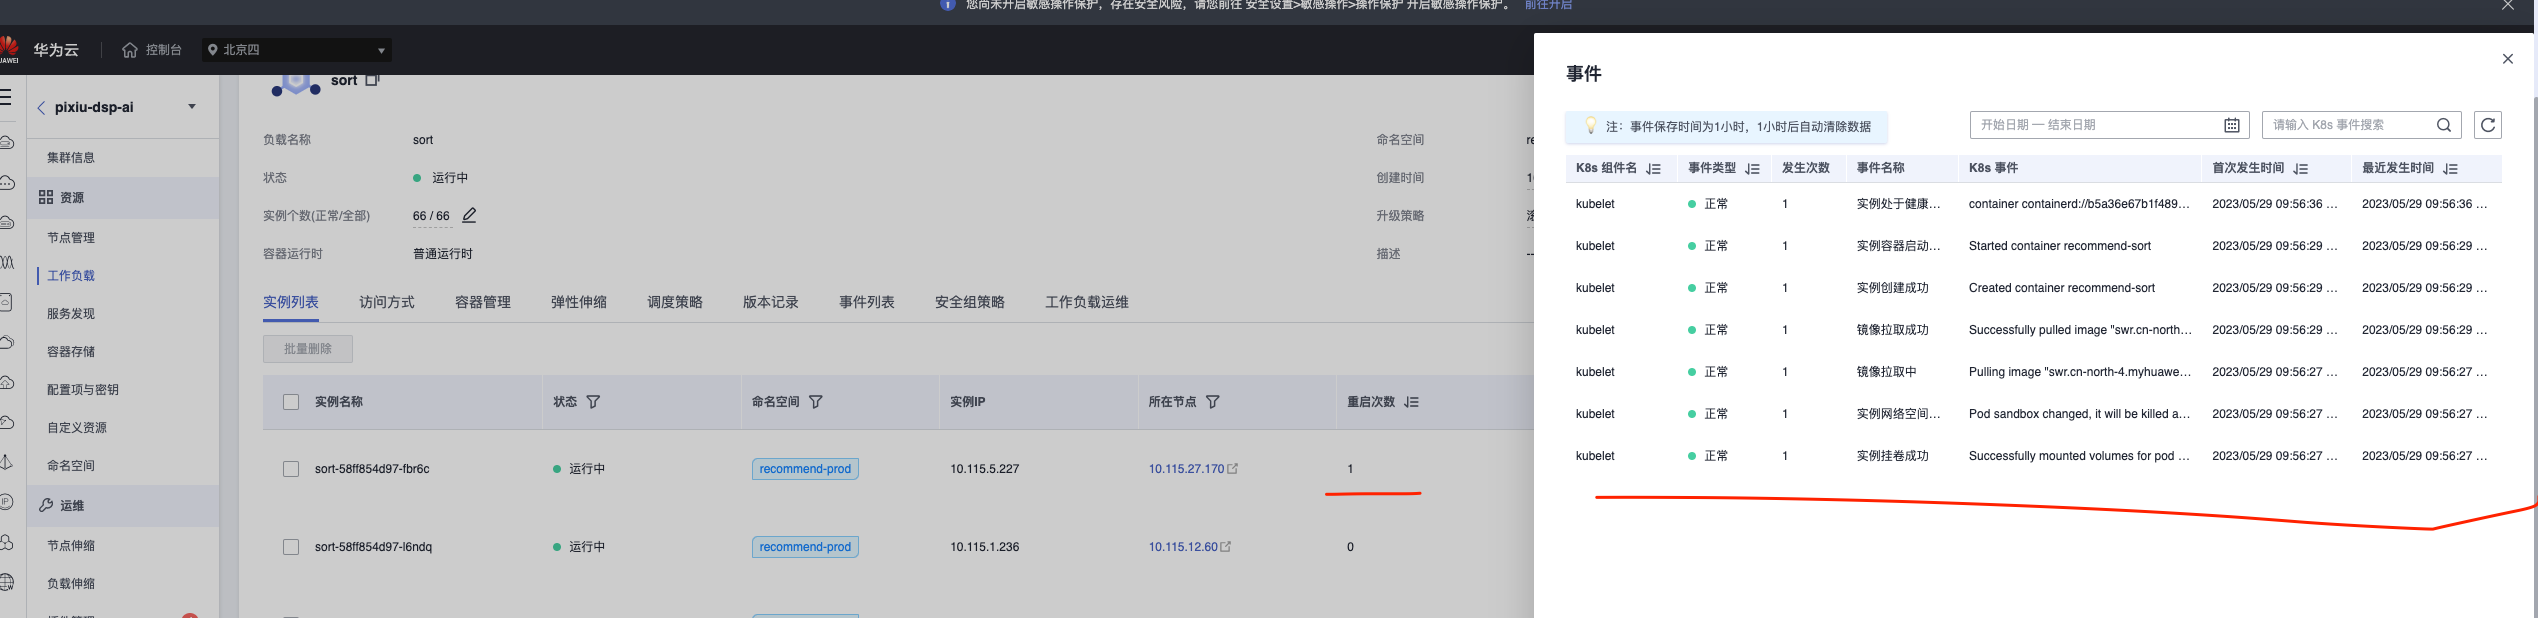 您尚未开启敏感操作保护，存在安全风险，请您前往 安全设置>敏感操作>操作保护 开启敏感操作保护。 前往开启
华为云
控制台
北京四
pixiu-dsp-ai
集群信息
资源
节点管理
工作负载
服务发现
容器存储
配置项与密钥
自定义资源
命名空间
运维
节点伸缩
负载伸缩
sort
负载名称 sort
状态 运行中
实例个数(正常/全部) 66 / 66
容器运行时 普通运行时
命名空间 re
创建时间
升级策略
描述 --
实例列表 访问方式 容器管理 弹性伸缩 调度策略 版本记录 事件列表 安全组策略 工作负载运维
批量删除
实例名称 状态 命名空间 实例IP 所在节点 重启次数
sort-58ff854d97-fbr6c 运行中 recommend-prod 10.115.5.227 10.115.27.170 1
sort-58ff854d97-l6ndq 运行中 recommend-prod 10.115.1.236 10.115.12.60 0
事件
注：事件保存时间为1小时，1小时后自动清除数据
开始日期 — 结束日期
请输入 K8s 事件搜索
K8s 组件名 事件类型 发生次数 事件名称 K8s 事件 首次发生时间 最近发生时间
kubelet 正常 1 实例处于健康... container containerd://b5a36e67b1f489... 2023/05/29 09:56:36 ... 2023/05/29 09:56:36 ...
kubelet 正常 1 实例容器启动... Started container recommend-sort 2023/05/29 09:56:29 ... 2023/05/29 09:56:29 ...
kubelet 正常 1 实例创建成功 Created container recommend-sort 2023/05/29 09:56:29 ... 2023/05/29 09:56:29 ...
kubelet 正常 1 镜像拉取成功 Successfully pulled image "swr.cn-north... 2023/05/29 09:56:29 ... 2023/05/29 09:56:29 ...
kubelet 正常 1 镜像拉取中 Pulling image "swr.cn-north-4.myhuawe... 2023/05/29 09:56:27 ... 2023/05/29 09:56:27 ...
kubelet 正常 1 实例网络空间... Pod sandbox changed, it will be killed a... 2023/05/29 09:56:27 ... 2023/05/29 09:56:27 ...
kubelet 正常 1 实例挂卷成功 Successfully mounted volumes for pod ... 2023/05/29 09:56:27 ... 2023/05/29 09:56:27 ...